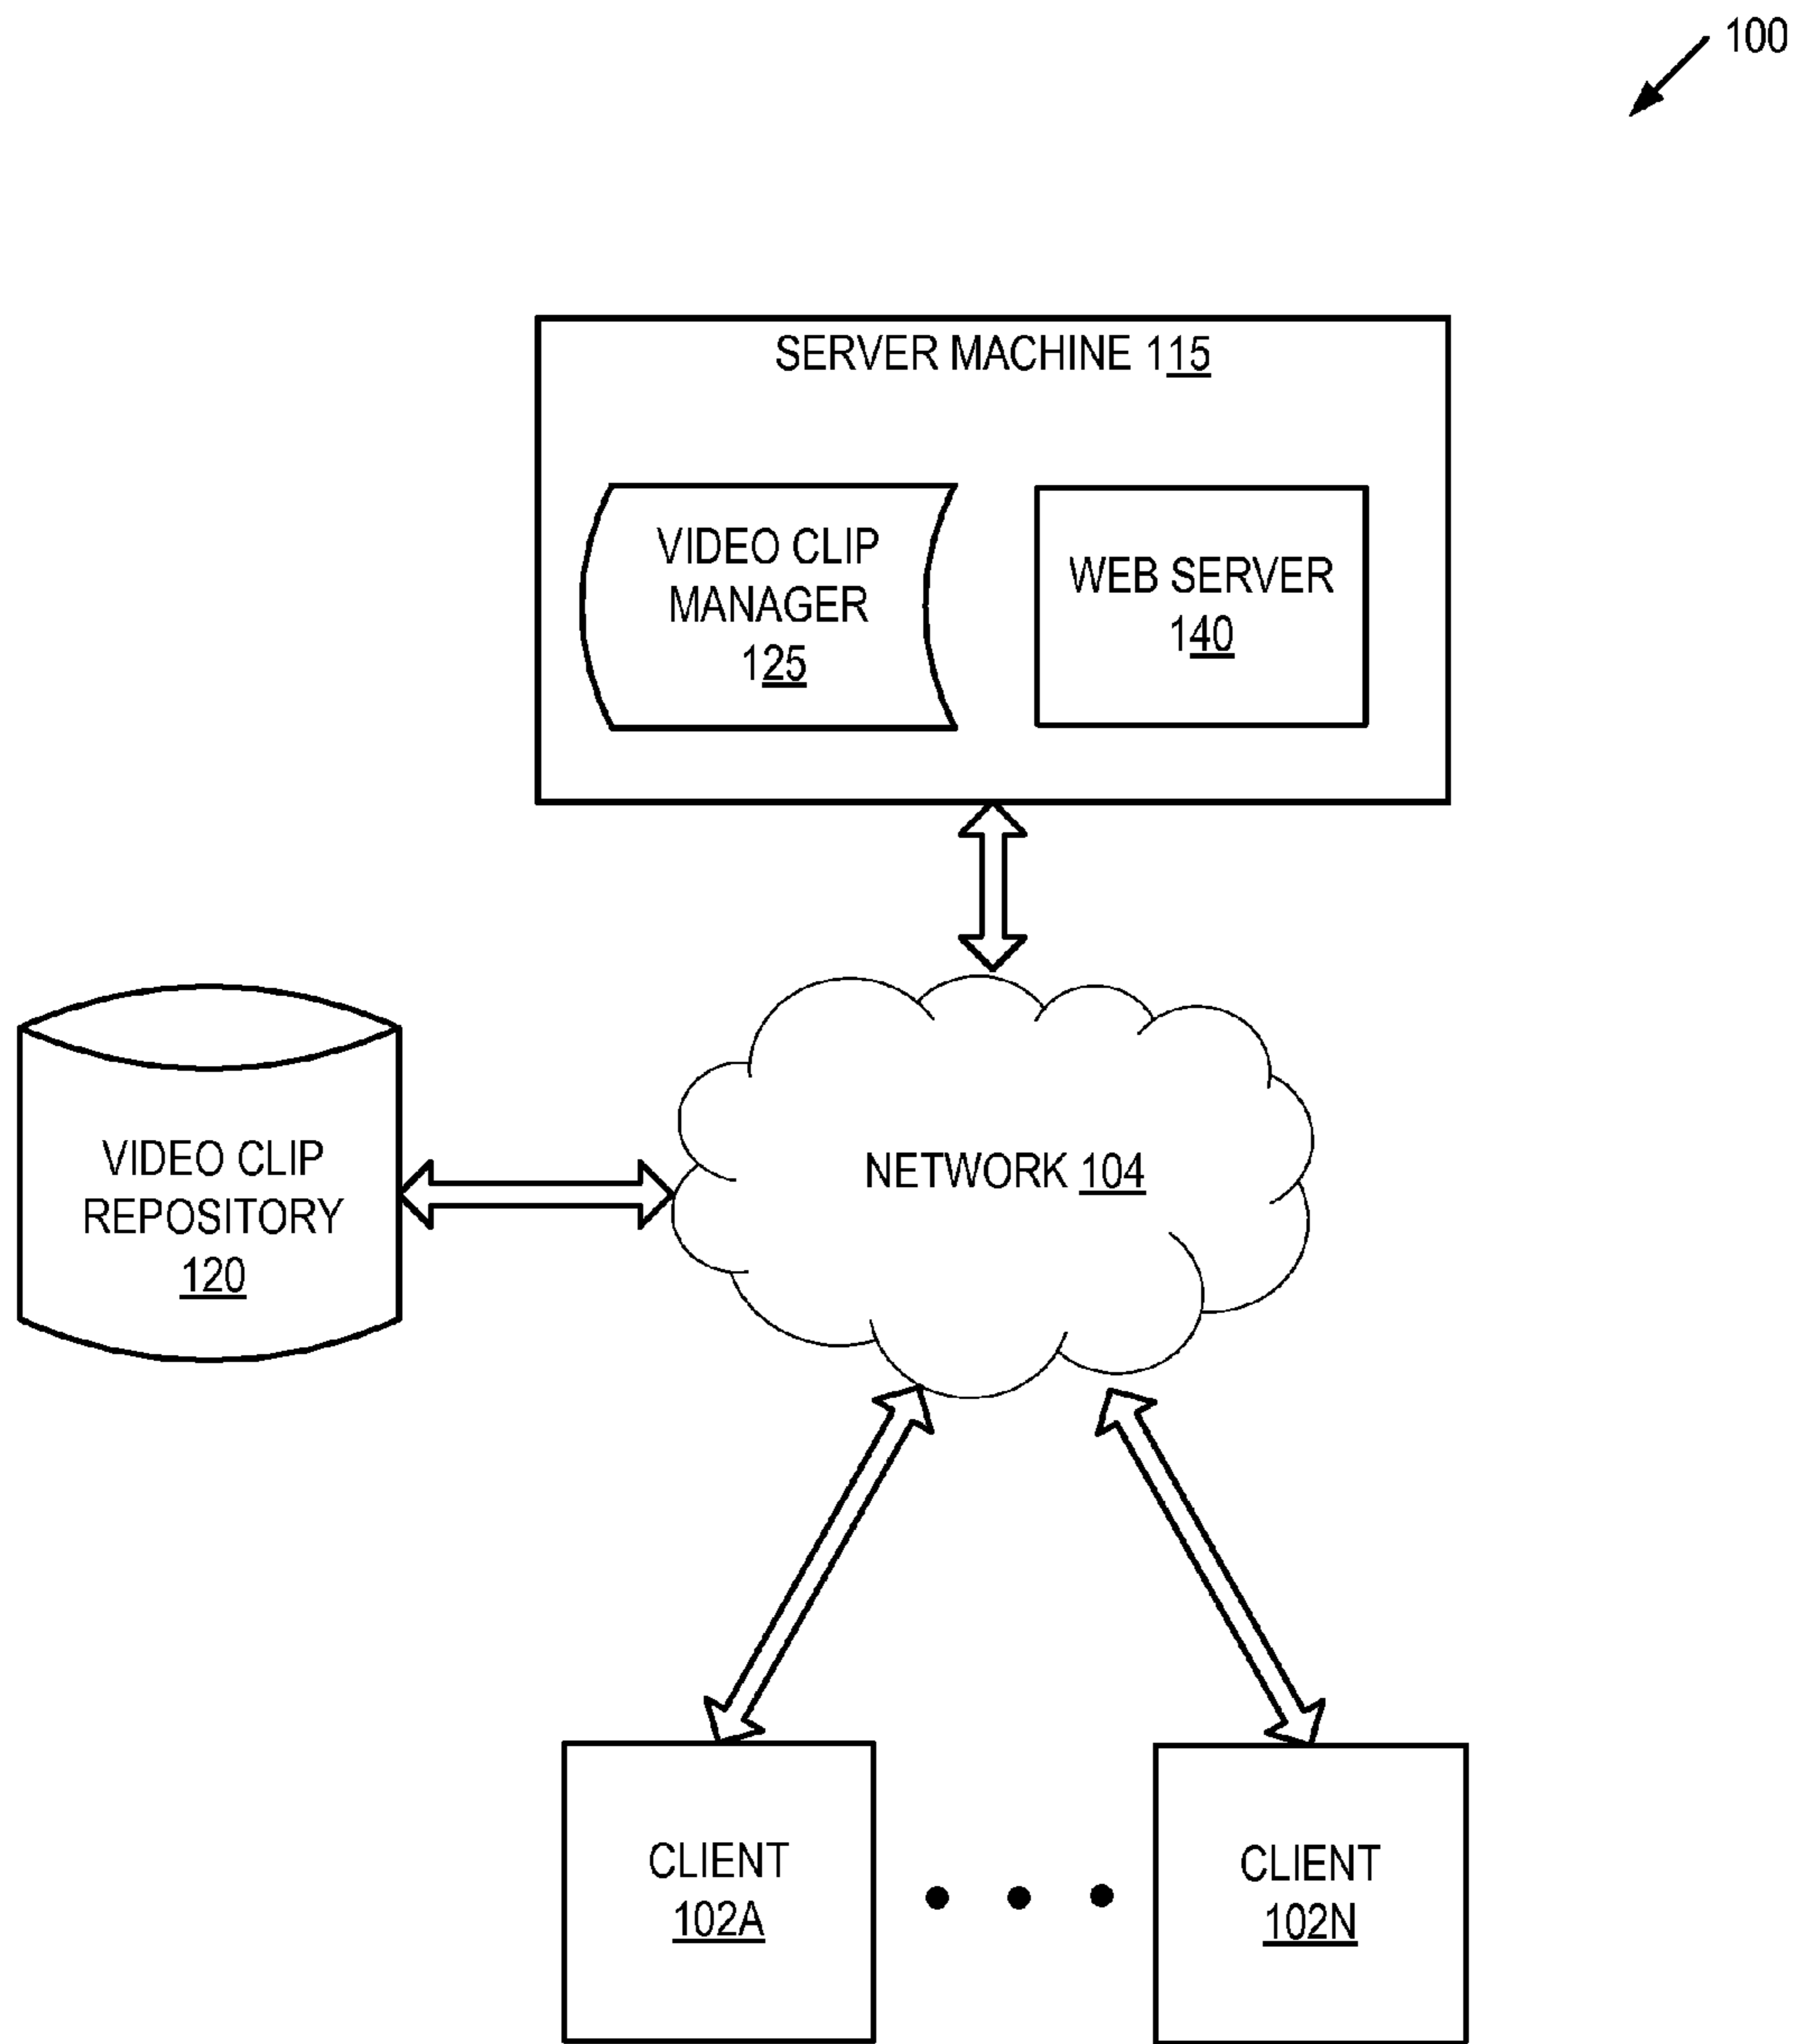 100
SERVER MACHINE 115
VIDEO CLIP
MANAGER
125
WEB SERVER
140
VIDEO CLIP
REPOSITORY
120
NETWORK 104
CLIENT
102A
CLIENT
102N